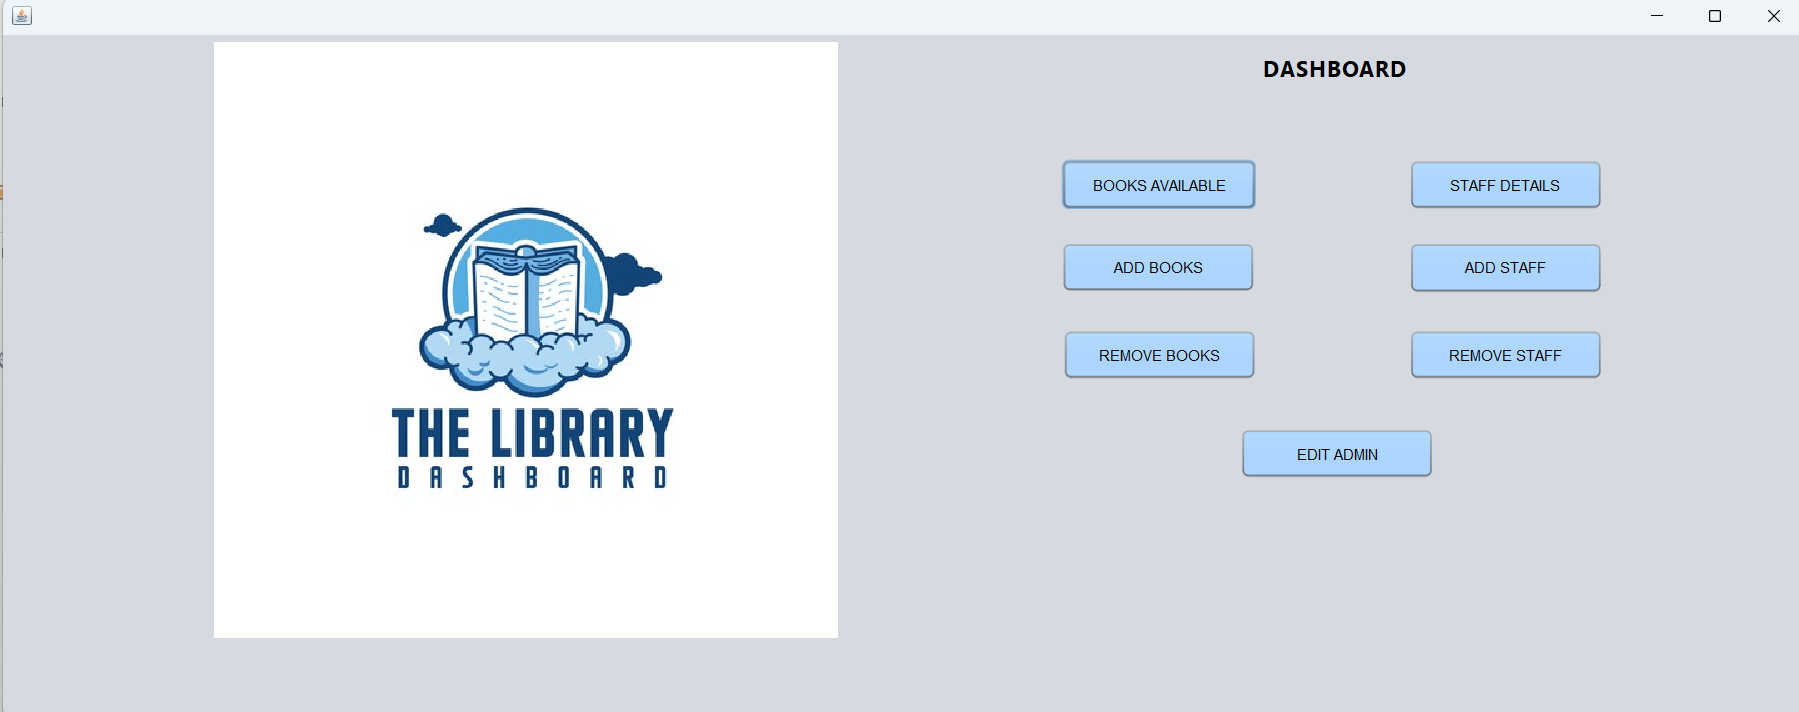 THE LIBRARY
DASHBOARD
DASHBOARD
BOOKS AVAILABLE
STAFF DETAILS
ADD BOOKS
ADD STAFF
REMOVE BOOKS
REMOVE STAFF
EDIT ADMIN